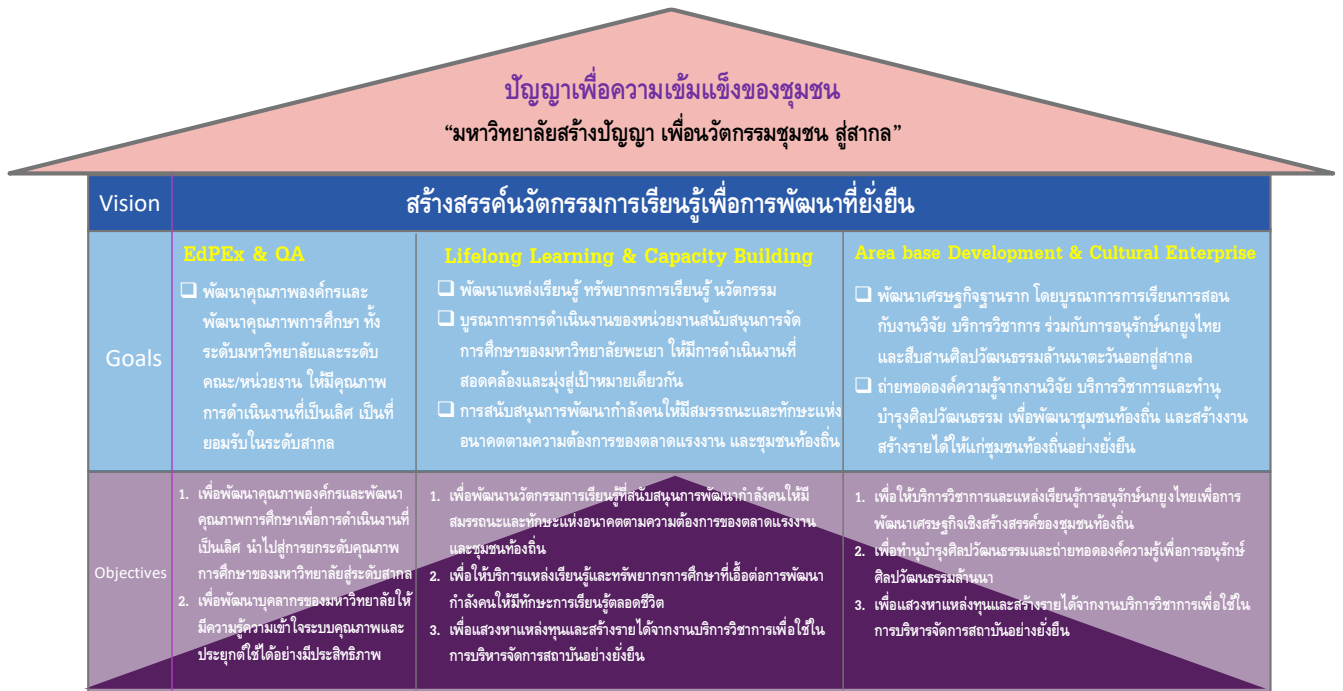 ปัญญาเพื่อความเข้มแข็งของชุมชน
“มหาวิทยาลัยสร้างปัญญา เพื่อนวัตกรรมชุมชน สู่สากล”
Vision
สร้างสรรค์นวัตกรรมการเรียนรู้เพื่อการพัฒนาที่ยั่งยืน
Goals
EdPEx & QA
พัฒนาคุณภาพองค์กรและ
พัฒนาคุณภาพการศึกษา ทั้ง
ระดับมหาวิทยาลัยและระดับ
คณะ/หน่วยงาน ให้มีคุณภาพ
การดำเนินงานที่เป็นเลิศ เป็นที่
ยอมรับในระดับสากล
Lifelong Learning & Capacity Building
พัฒนาแหล่งเรียนรู้ ทรัพยากรการเรียนรู้ นวัตกรรม
บูรณาการการดำเนินงานของหน่วยงานสนับสนุนการจัด
การศึกษาของมหาวิทยาลัยพะเยา ให้มีการดำเนินงานที่
สอดคล้องและมุ่งสู่เป้าหมายเดียวกัน
การสนับสนุนการพัฒนากำลังคนให้มีสมรรถนะและทักษะแห่ง
อนาคตตามความต้องการของตลาดแรงงาน และชุมชนท้องถิ่น
Area base Development & Cultural Enterprise
พัฒนาเศรษฐกิจฐานราก โดยบูรณาการการเรียนการสอน
กับงานวิจัย บริการวิชาการ ร่วมกับการอนุรักษ์นกยูงไทย
และสืบสานศิลปวัฒนธรรมล้านนาตะวันออกสู่สากล
ถ่ายทอดองค์ความรู้จากงานวิจัย บริการวิชาการและทำนุ
บำรุงศิลปวัฒนธรรม เพื่อพัฒนาชุมชนท้องถิ่น และสร้างงาน
สร้างรายได้ให้แก่ชุมชนท้องถิ่นอย่างยั่งยืน
Objectives
1. เพื่อพัฒนาคุณภาพองค์กรและพัฒนา
คุณภาพการศึกษาเพื่อการดำเนินงานที่
เป็นเลิศ นำไปสู่การยกระดับคุณภาพ
การศึกษาของมหาวิทยาลัยสู่ระดับสากล
2. เพื่อพัฒนาบุคลากรของมหาวิทยาลัยให้
มีความรู้ความเข้าใจระบบคุณภาพและ
ประยุกต์ใช้ได้อย่างมีประสิทธิภาพ
1. เพื่อพัฒนานวัตกรรมการเรียนรู้ที่สนับสนุนการพัฒนากำลังคนให้มี
สมรรถนะและทักษะแห่งอนาคตตามความต้องการของตลาดแรงงาน
และชุมชนท้องถิ่น
2. เพื่อให้บริการแหล่งเรียนรู้และทรัพยากรการศึกษาที่เอื้อต่อการพัฒนา
กำลังคนให้มีทักษะการเรียนรู้ตลอดชีวิต
3. เพื่อแสวงหาแหล่งทุนและสร้างรายได้จากงานบริการวิชาการเพื่อใช้ใน
การบริหารจัดการสถาบันอย่างยั่งยืน
1. เพื่อให้บริการวิชาการและแหล่งเรียนรู้การอนุรักษ์นกยูงไทยเพื่อการ
พัฒนาเศรษฐกิจเชิงสร้างสรรค์ของชุมชนท้องถิ่น
2. เพื่อทำนุบำรุงศิลปวัฒนธรรมและถ่ายทอดองค์ความรู้เพื่อการอนุรักษ์
ศิลปวัฒนธรรมล้านนา
3. เพื่อแสวงหาแหล่งทุนและสร้างรายได้จากงานบริการวิชาการเพื่อใช้ใน
การบริหารจัดการสถาบันอย่างยั่งยืน